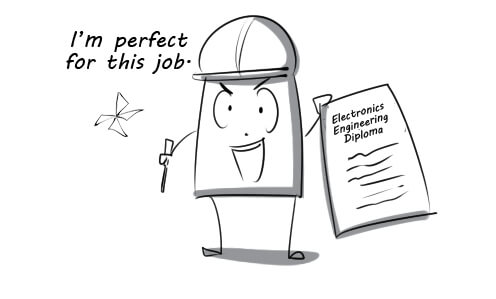 I'm perfect
for this job.
Electronics
Engineering
Diploma